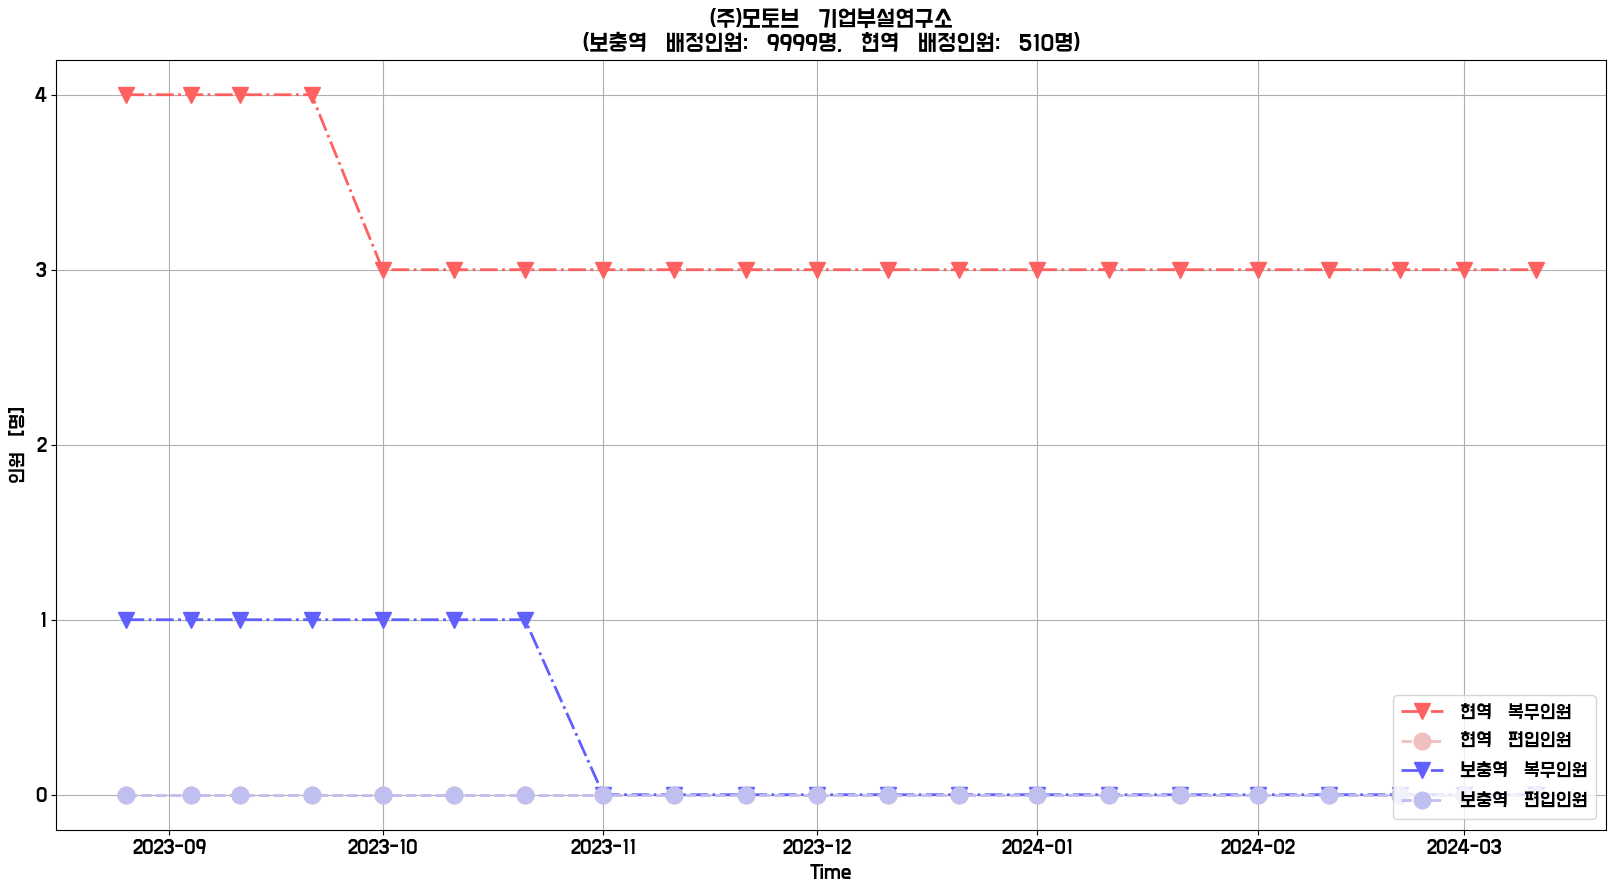 (주)모토브 기업부설연구소
(보충역 배정인원: 9999명, 현역 배정인원: 510명)
인원 [명]
4
3
2
1
0
2023-09 2023-10 2023-11 2023-12 2024-01 2024-02 2024-03
Time
현역 복무인원
현역 편입인원
보충역 복무인원
보충역 편입인원